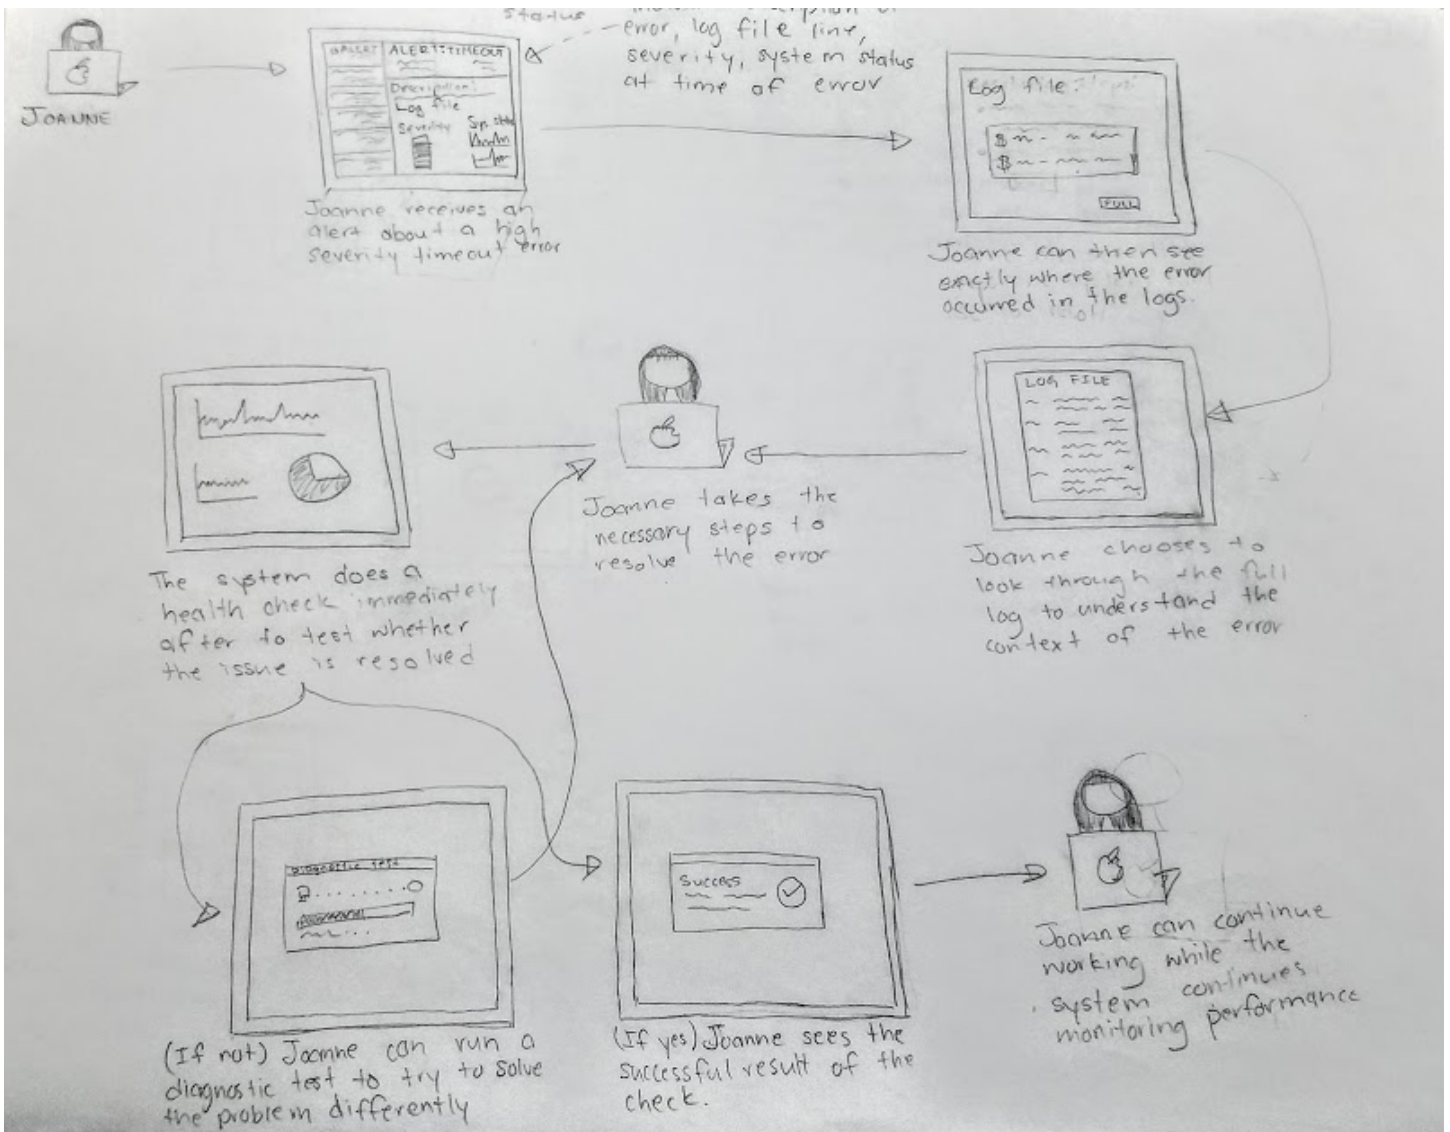 status
error, log file line,
severity, system status
at time of error
JOANNE
ALERT: TIMEOUT
Description:
Log file
Severity
Joanne receives an
alert about a high
severity timeout error
Log file:
FULL
Joanne can then see
exactly where the error
occurred in the logs.
LOG FILE
Joanne chooses to
look through the full
log to understand the
context of the error
Joanne takes the
necessary steps to
resolve the error
The system does a
health check immediately
after to test whether
the issue is resolved
Diagnostic test
(If not) Joanne can run a
diagnostic test to try to solve
the problem differently
Success
(If yes) Joanne sees the
successful result of the
check.
Joanne can continue
working while the
system continues
monitoring performance